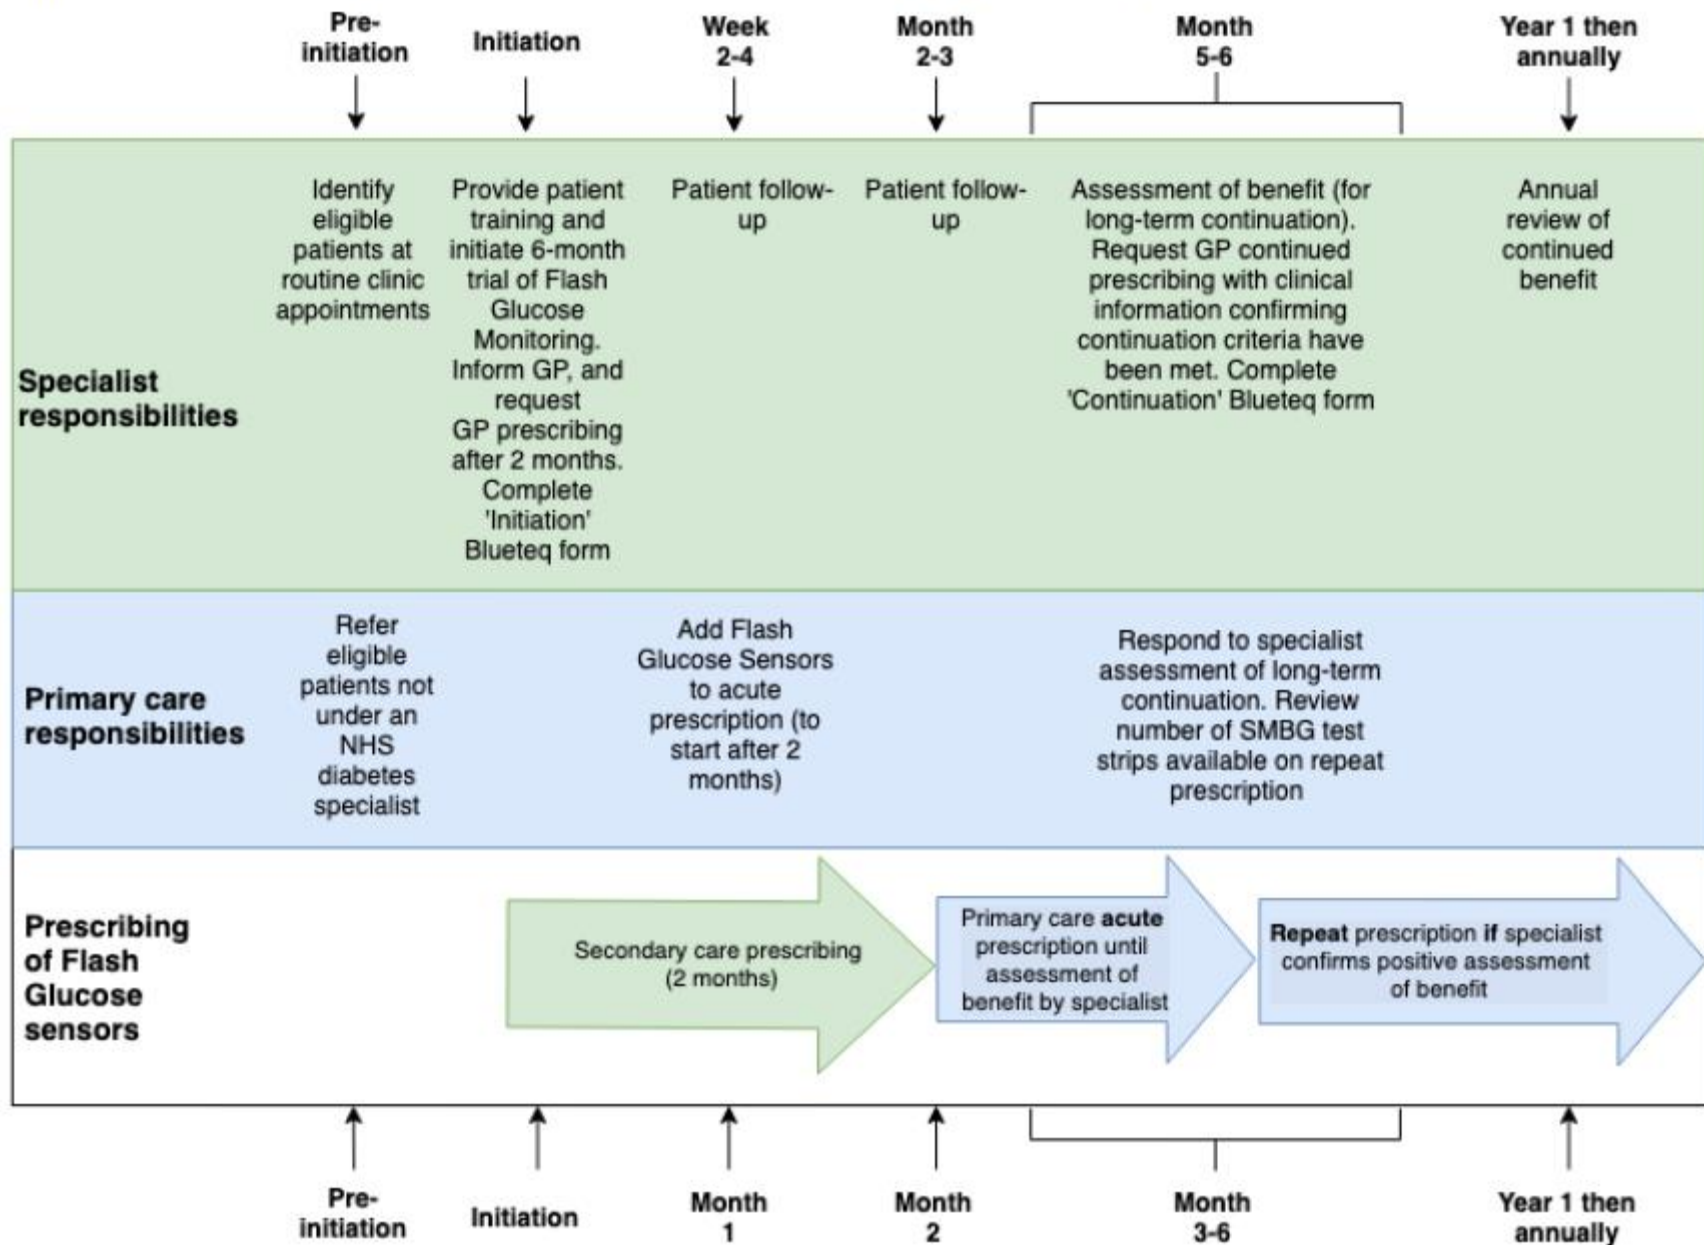 Pre-
initiation
Initiation
Week
2-4
Month
2-3
Month
5-6
Year 1 then
annually
Specialist
responsibilities
Identify
eligible
patients at
routine clinic
appointments
Provide patient
training and
initiate 6-month
trial of Flash
Glucose
Monitoring.
Inform GP, and
request
GP prescribing
after 2 months.
Complete
'Initiation'
Blueteq form
Patient follow-
up
Patient follow-
up
Assessment of benefit (for
long-term continuation).
Request GP continued
prescribing with clinical
information confirming
continuation criteria have
been met. Complete
'Continuation' Blueteq form
Annual
review of
continued
benefit
Primary care
responsibilities
Refer
eligible
patients not
under an
NHS
diabetes
specialist
Add Flash
Glucose Sensors
to acute
prescription (to
start after 2
months)
Respond to specialist
assessment of long-term
continuation. Review
number of SMBG test
strips available on repeat
prescription
Prescribing
of Flash
Glucose
sensors
Secondary care prescribing
(2 months)
Primary care acute
prescription until
assessment of
benefit by specialist
Repeat prescription if specialist
confirms positive assessment
of benefit
Pre-
initiation
Initiation
Month
1
Month
2
Month
3-6
Year 1 then
annually